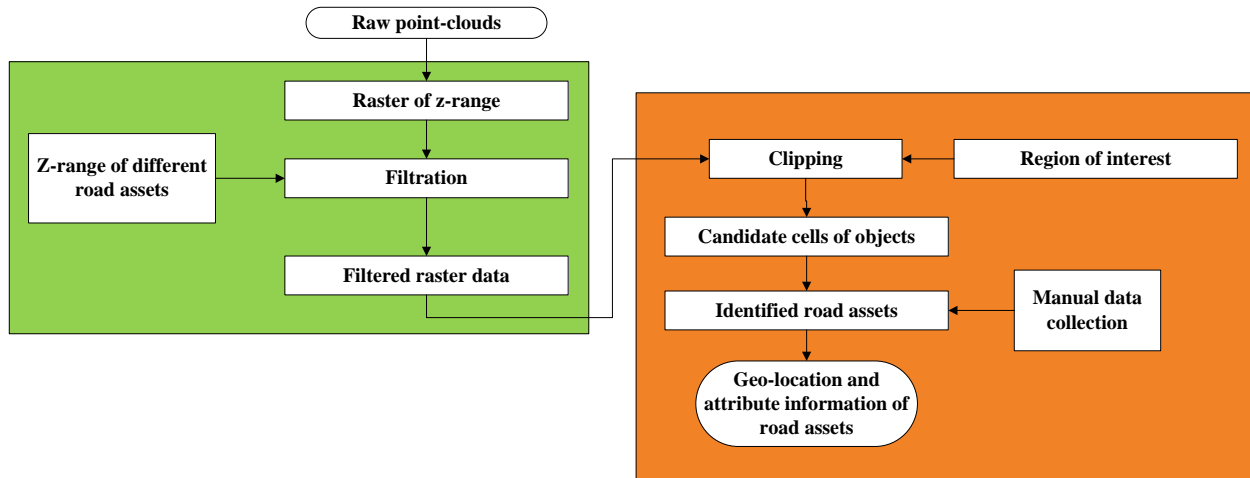 Raw point-clouds
Raster of z-range
Z-range of different
road assets
Filtration
Filtered raster data
Clipping
Region of interest
Candidate cells of objects
Identified road assets
Manual data
collection
Geo-location and
attribute information of
road assets